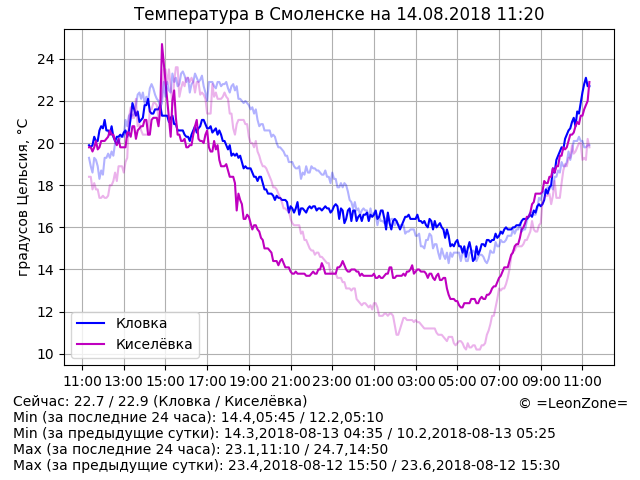 Температура в Смоленске на 14.08.2018 11:20
градусов Цельсия, °C
24
22
20
18
16
14
12
10
Кловка
Киселёвка
11:00 13:00 15:00 17:00 19:00 21:00 23:00 01:00 03:00 05:00 07:00 09:00 11:00
Сейчас: 22.7 / 22.9 (Кловка / Киселёвка)
© =LeonZone=
Min (за последние 24 часа): 14.4,05:45 / 12.2,05:10
Min (за предыдущие сутки): 14.3,2018-08-13 04:35 / 10.2,2018-08-13 05:25
Max (за последние 24 часа): 23.1,11:10 / 24.7,14:50
Max (за предыдущие сутки): 23.4,2018-08-12 15:50 / 23.6,2018-08-12 15:30